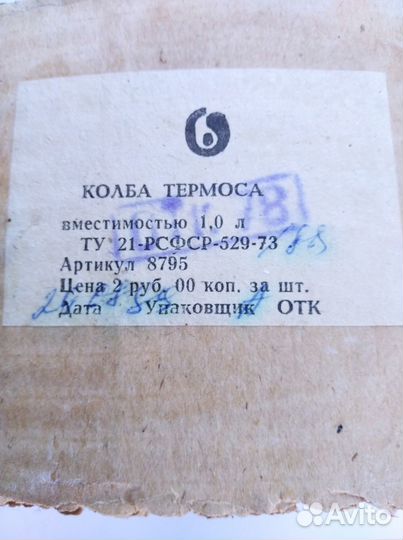 КОЛБА ТЕРМОСА
вместимостью 1,0 л
ТУ 21-РСФСР-529-73
Артикул 8795
Цена 2 руб. 00 коп. за шт.
Дата Упаковщик ОТК
Avito